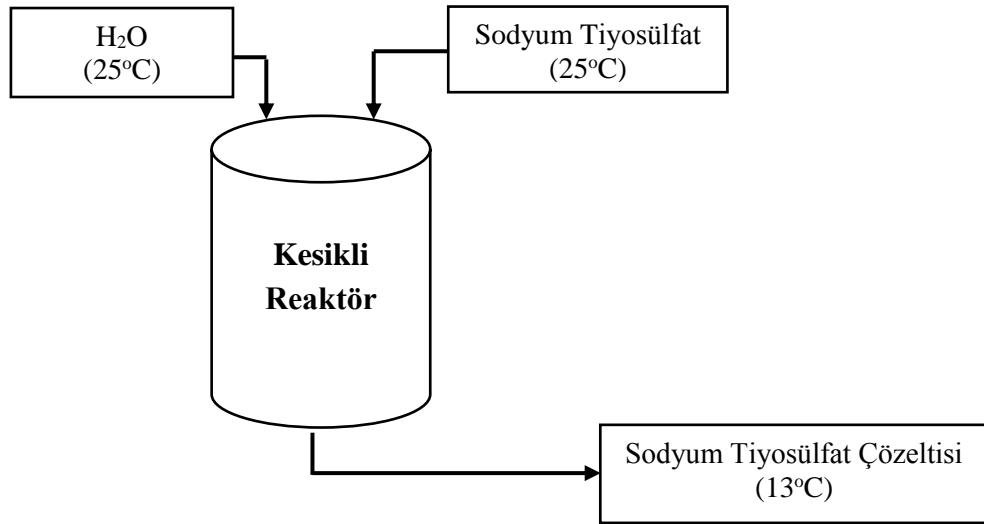 H₂O
(25°C)
Sodyum Tiyosülfat
(25°C)
Kesikli
Reaktör
Sodyum Tiyosülfat Çözeltisi
(13°C)